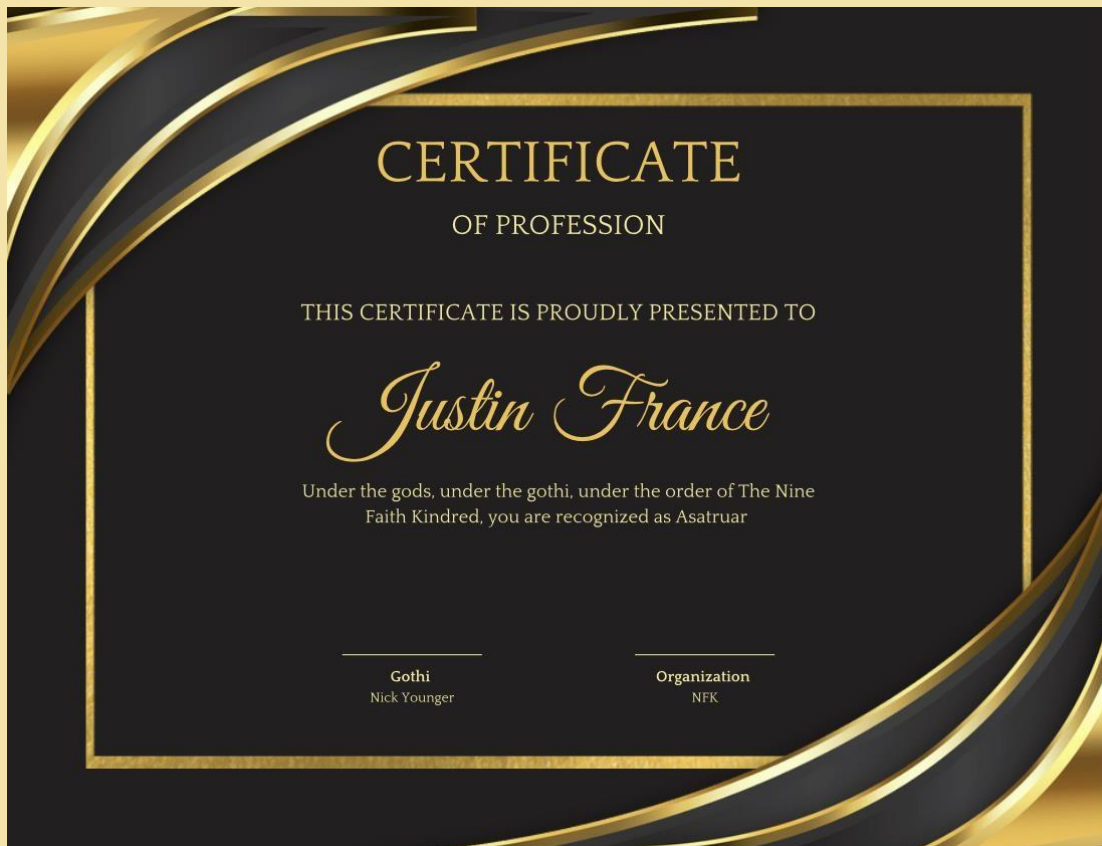 CERTIFICATE
OF PROFESSION
THIS CERTIFICATE IS PROUDLY PRESENTED TO
Justin France
Under the gods, under the gothi, under the order of The Nine
Faith Kindred, you are recognized as Asatruar
Gothi
Nick Younger
Organization
NFK